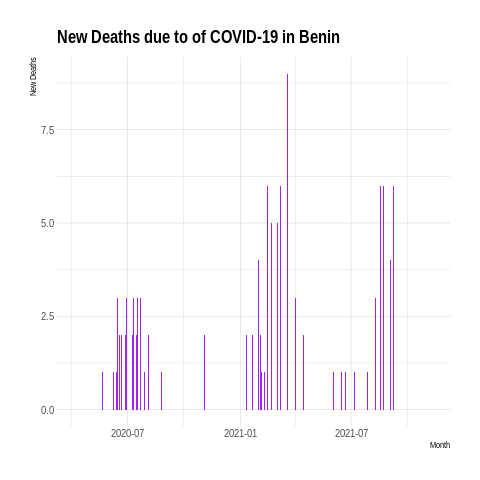 New Deaths due to of COVID-19 in Benin
New Deaths
7.5
5.0
2.5
0.0
2020-07 2021-01 2021-07
Month